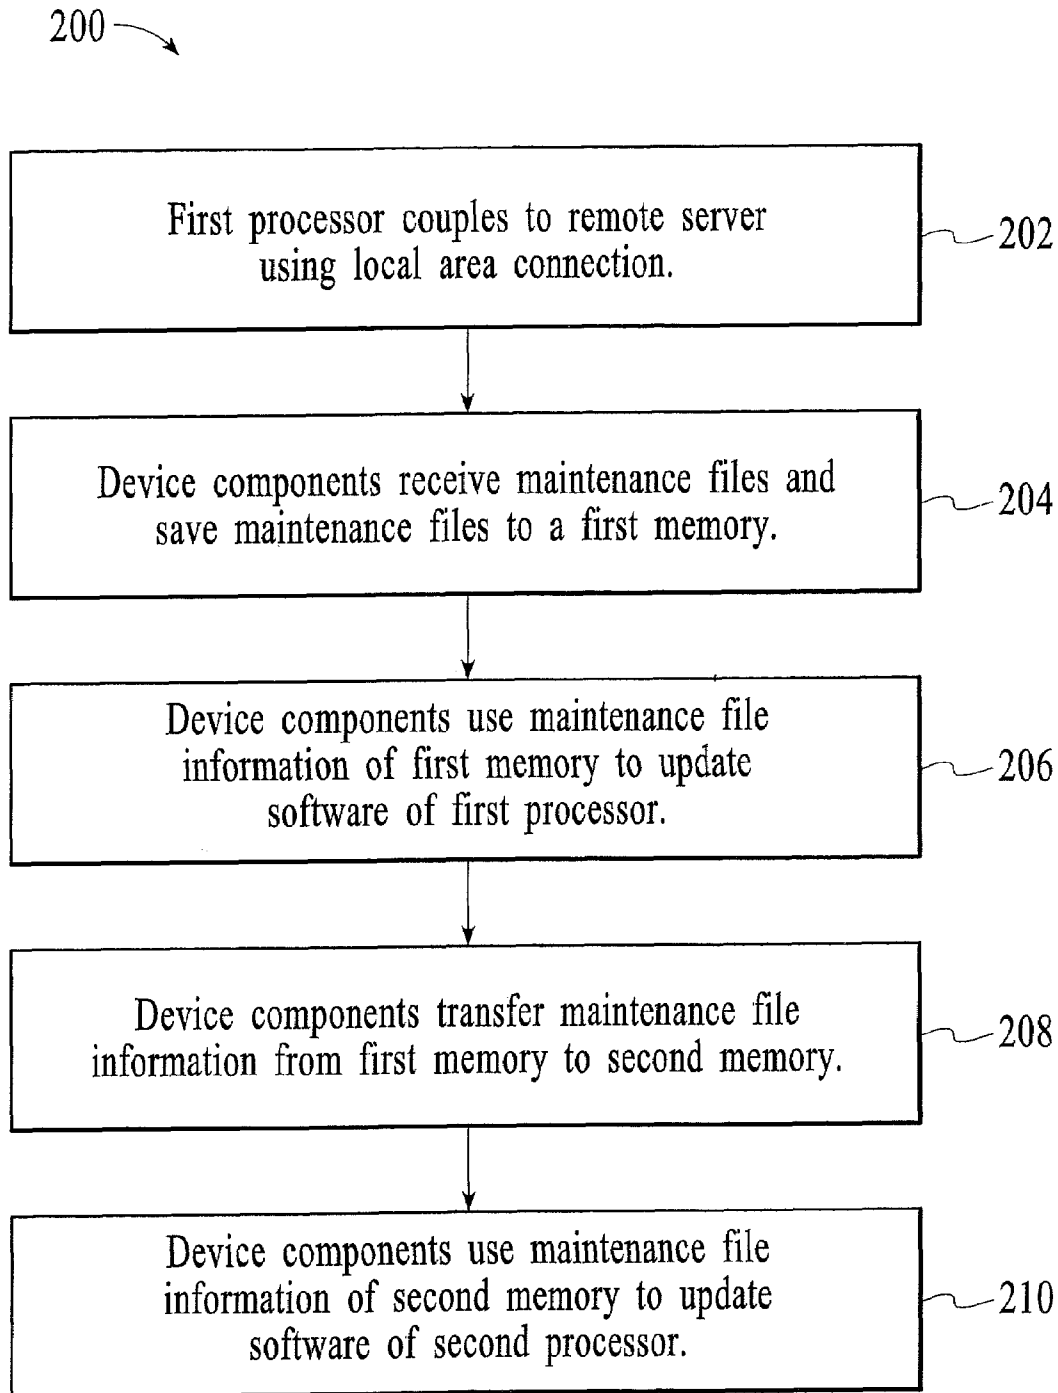 200
First processor couples to remote server
using local area connection.
202
Device components receive maintenance files and
save maintenance files to a first memory.
204
Device components use maintenance file
information of first memory to update
software of first processor.
206
Device components transfer maintenance file
information from first memory to second memory.
208
Device components use maintenance file
information of second memory to update
software of second processor.
210